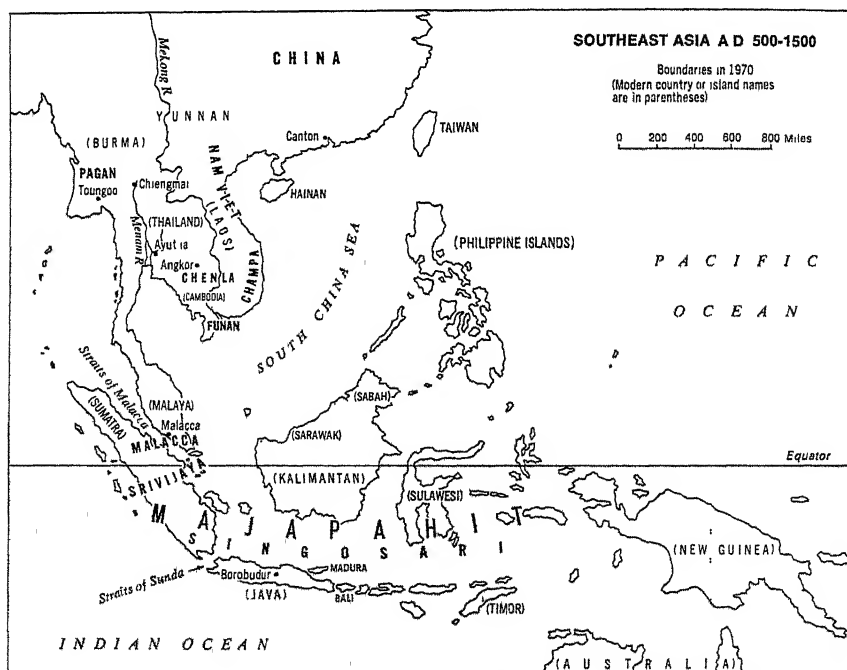 SOUTHEAST ASIA A D 500-1500
Boundaries in 1970
(Modern country or island names
are in parentheses)
0 200 400 600 800 Miles
CHINA
Mekong R
YUNNAN
(BURMA)
Canton
TAIWAN
PAGAN
Toungoo
Chiengmai
NAM VIET
HAINAN
(LAOS)
(THAILAND)
Menam R
Ayut ia
Angkor
CHENLA
(CAMBODIA)
CHAMPA
FUNAN
SOUTH CHINA SEA
(PHILIPPINE ISLANDS)
PACIFIC
OCEAN
Straits of Malacca
(SUMATRA)
(MALAYA)
Malacca
MALACCA
(SABAH)
(SARAWAK)
Equator
SRIVIJAYA
(KALIMANTAN)
(SULAWESI)
MAJAPAHIT
SINGOSARI
(NEW GUINEA)
Straits of Sunda
Borobudur
MADURA
(JAVA)
BALI
(TIMOR)
INDIAN OCEAN
(AUSTRALIA)